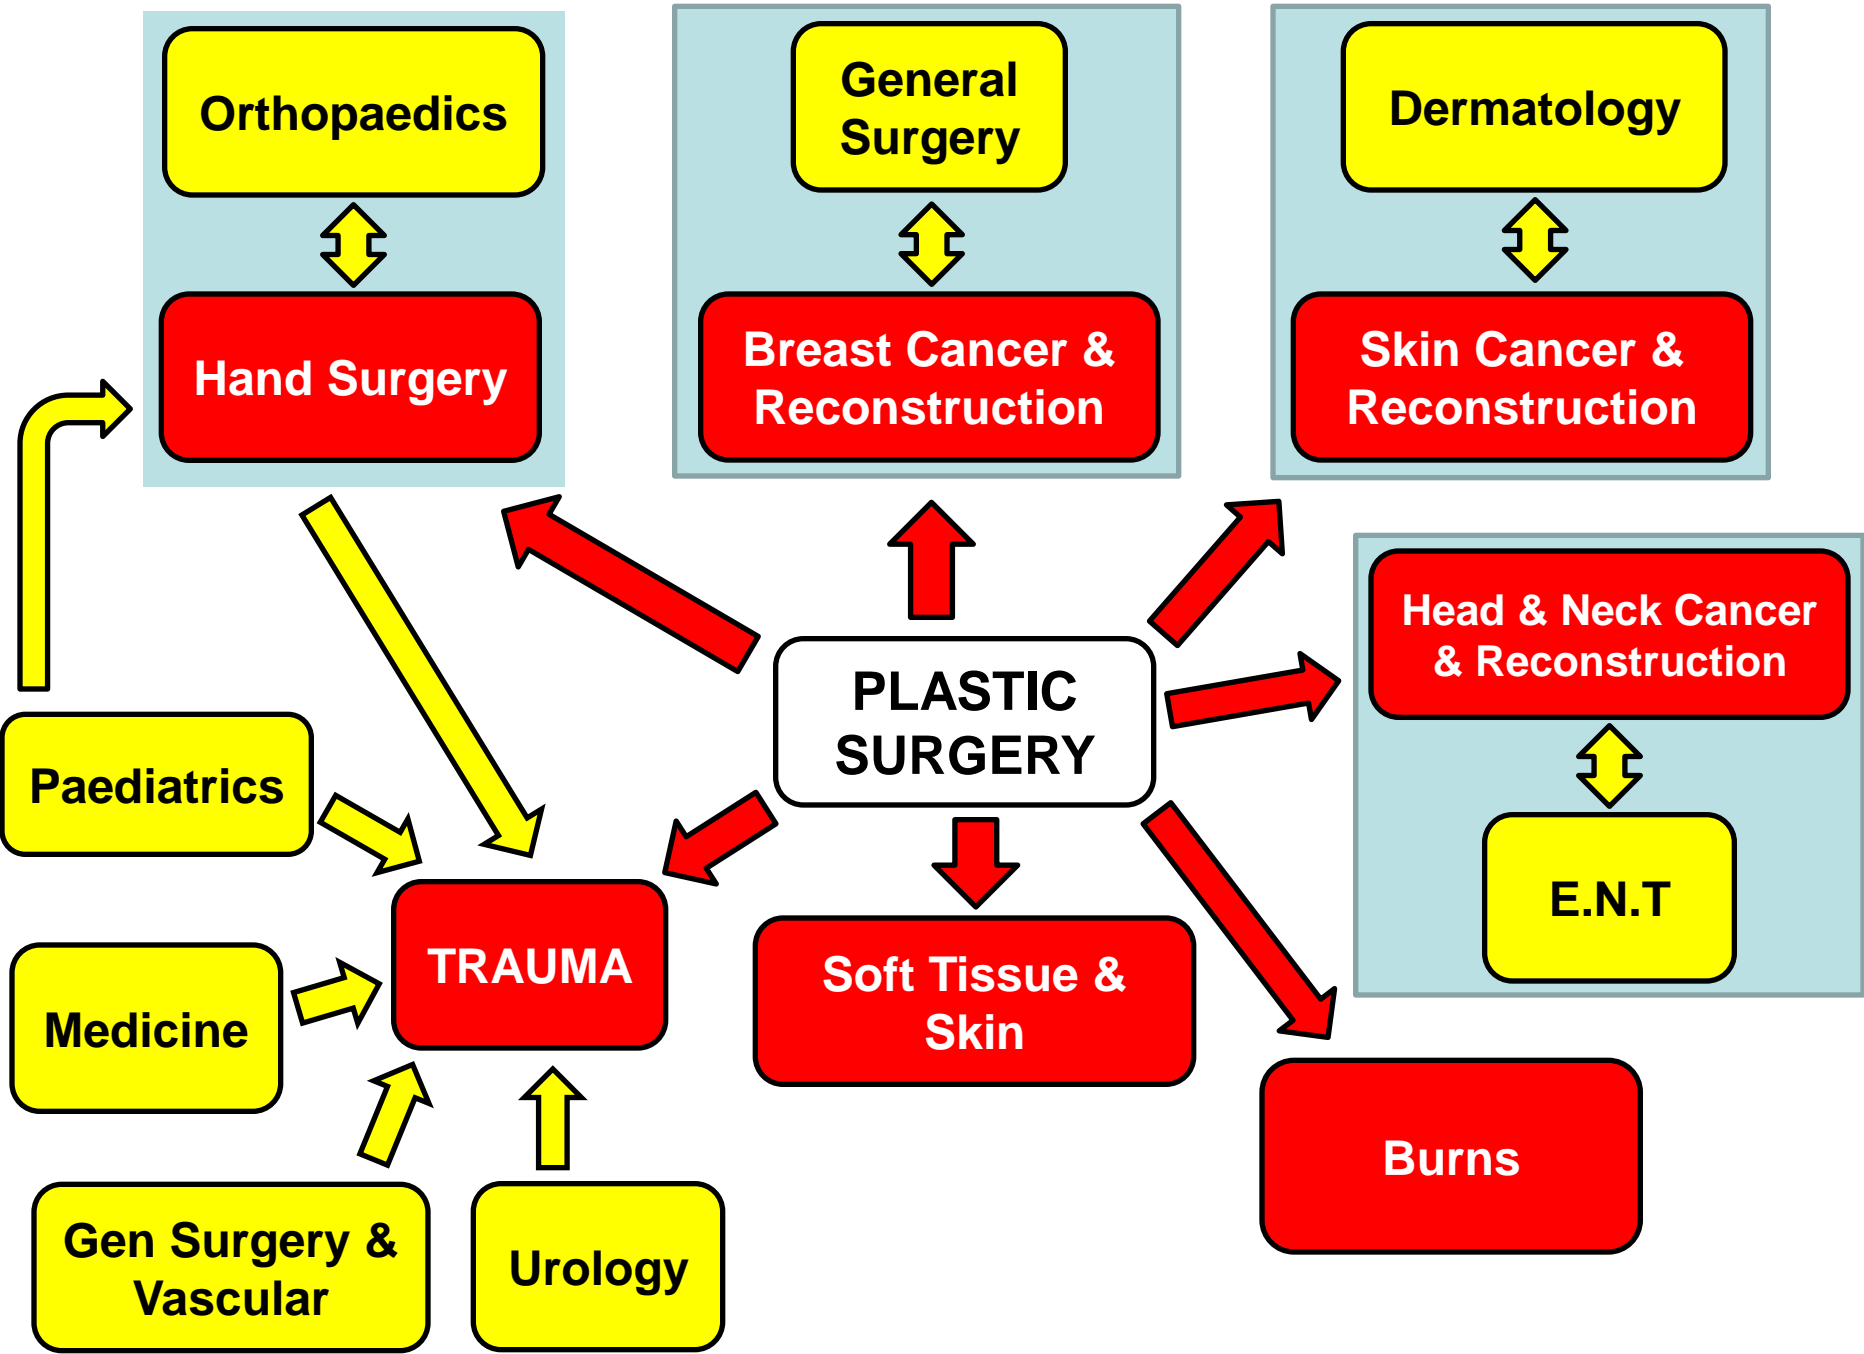 Orthopaedics
General
Surgery
Dermatology
Hand Surgery
Breast Cancer &
Reconstruction
Skin Cancer &
Reconstruction
Head & Neck Cancer
& Reconstruction
PLASTIC
SURGERY
Paediatrics
E.N.T
TRAUMA
Soft Tissue &
Skin
Medicine
Burns
Gen Surgery &
Vascular
Urology